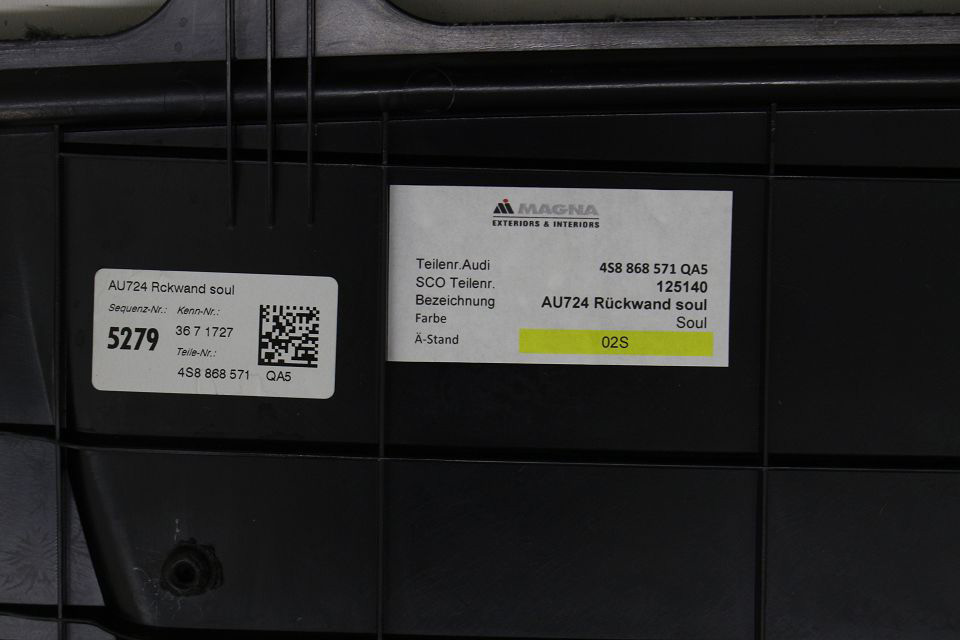 AU724 Rckwand soul
Sequenz-Nr.: Kenn-Nr.:
5279 36 7 1727
Teile-Nr.:
4S8 868 571 QA5
MAGNA
EXTERIORS & INTERIORS
Teilenr.Audi 4S8 868 571 QA5
SCO Teilenr. 125140
Bezeichnung AU724 Rückwand soul
Farbe Soul
Ä-Stand 02S